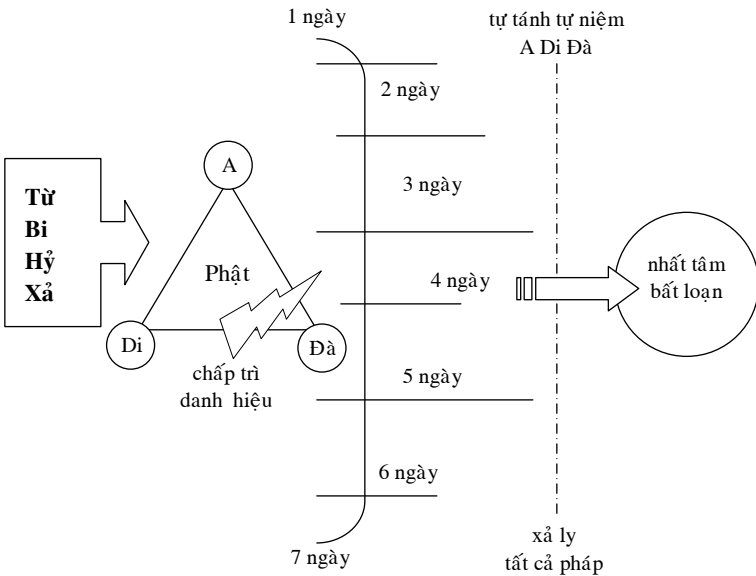 1 ngày
tự tánh tự niệm
A Di Đà
2 ngày
A
3 ngày
Từ
Bi
Hỷ
Xả
Phật
4 ngày
nhất tâm
bất loạn
Di
Đà
chấp trì
danh hiệu
5 ngày
6 ngày
7 ngày
xả ly
tất cả pháp